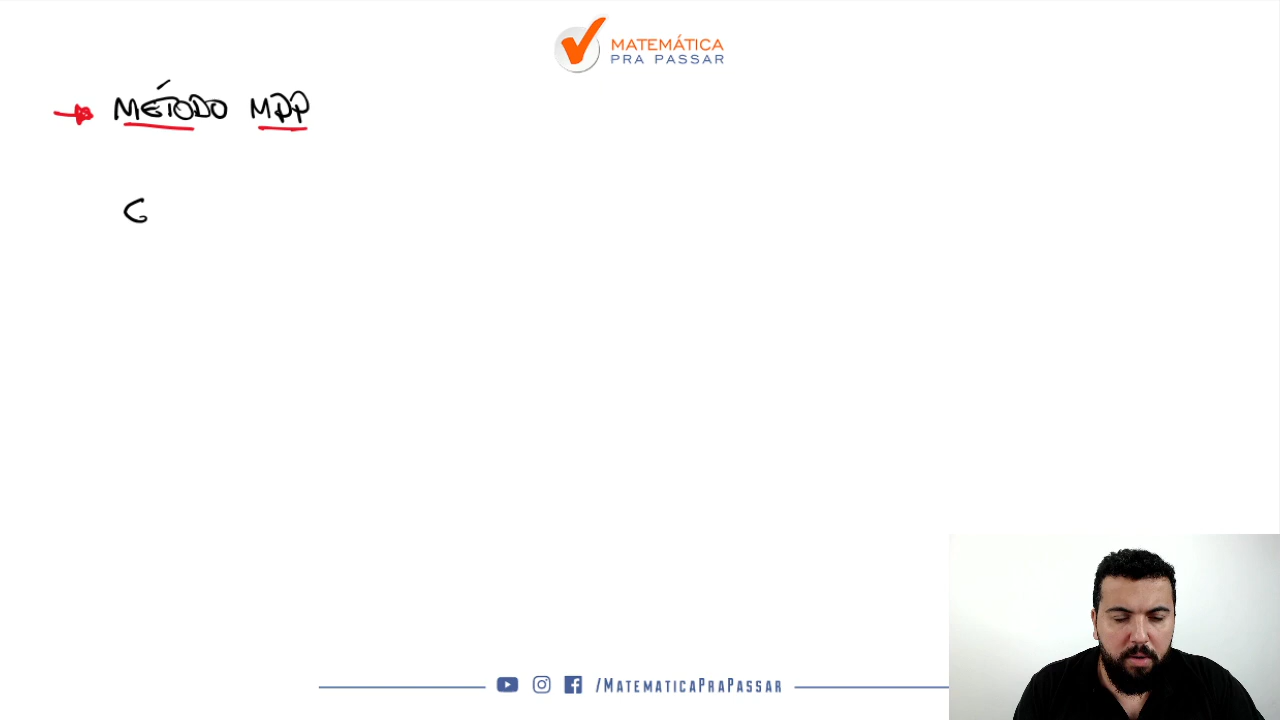 MATEMÁTICA
PRA PASSAR
MÉTODO MPP
C
/MATEMATICAPRAPASSAR